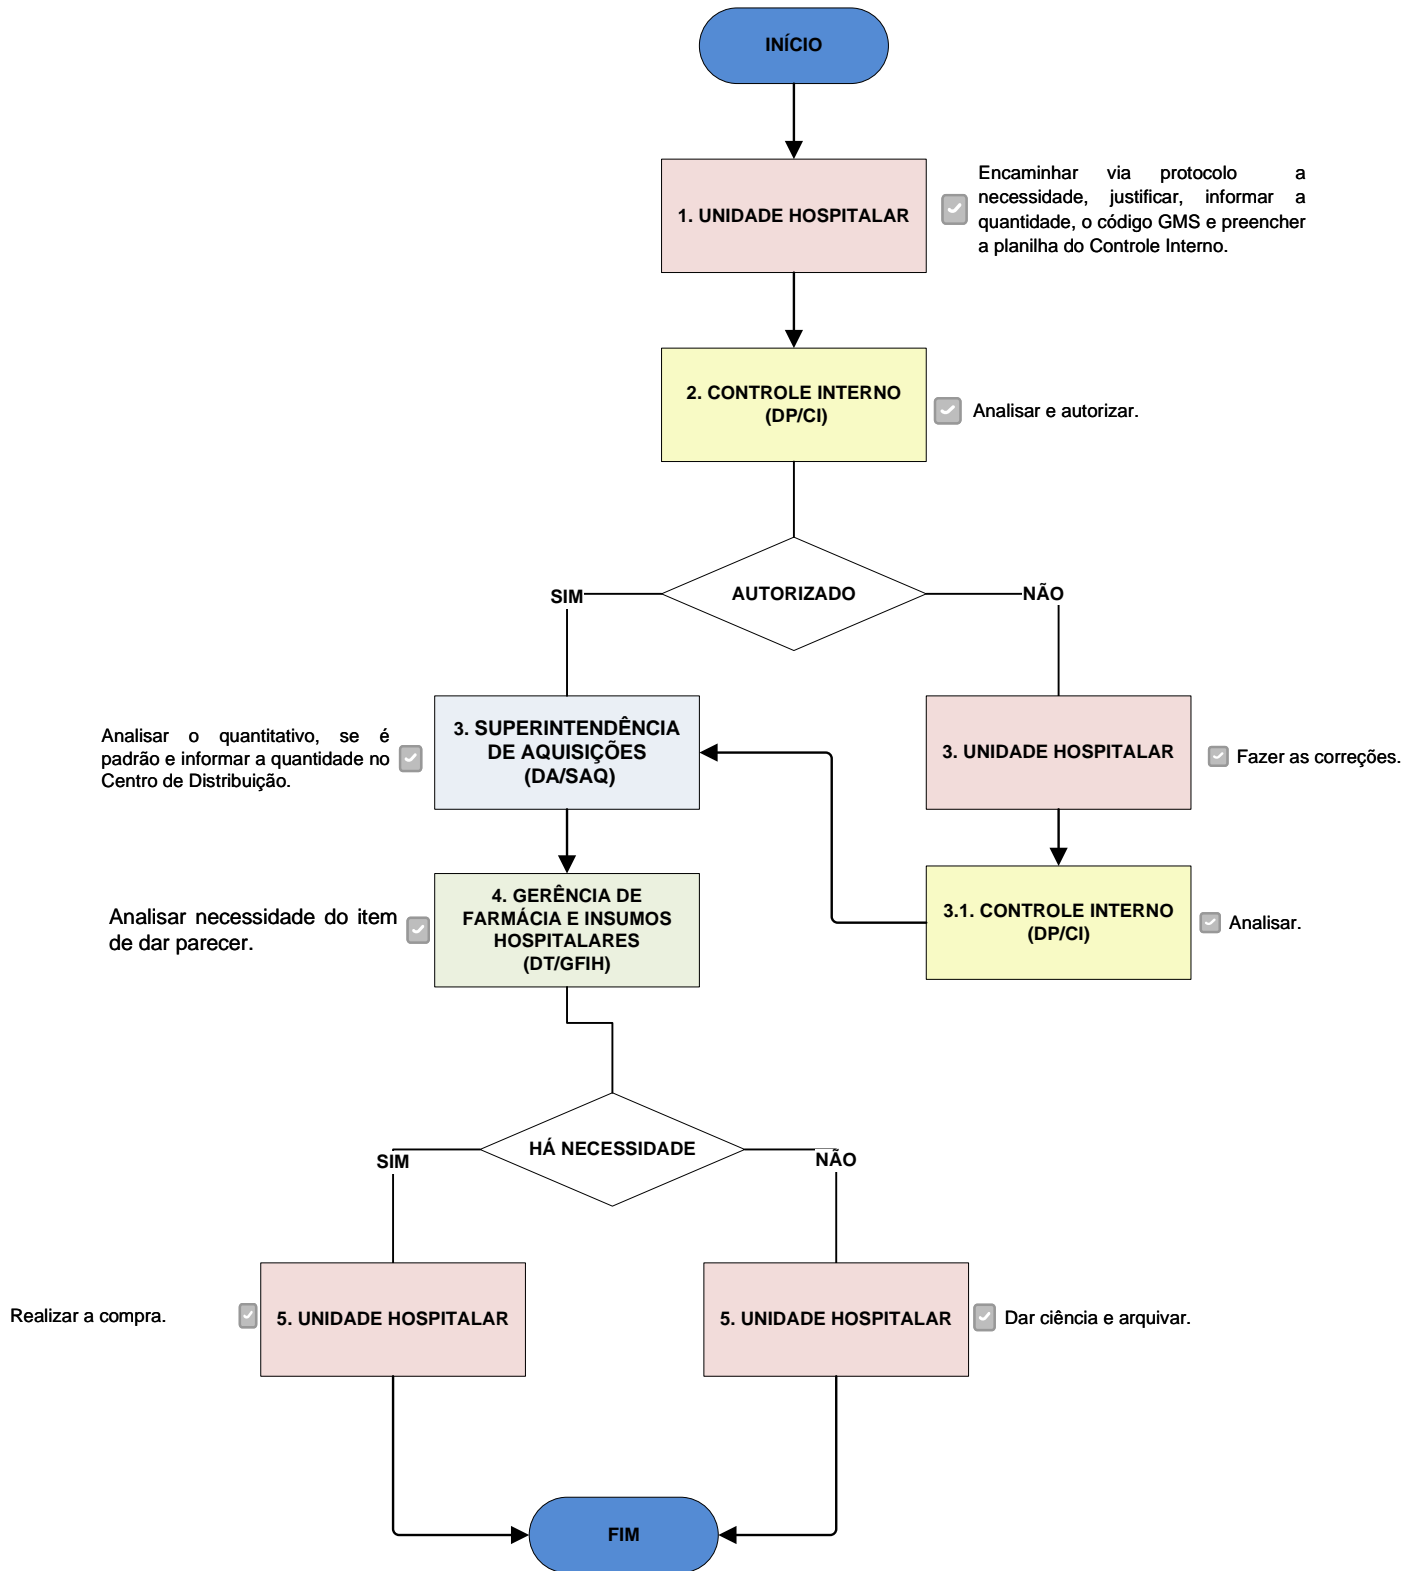 INÍCIO
1. UNIDADE HOSPITALAR
Encaminhar via protocolo a
necessidade, justificar, informar a
quantidade, o código GMS e preencher
a planilha do Controle Interno.
2. CONTROLE INTERNO
(DP/CI)
Analisar e autorizar.
AUTORIZADO
SIM
NÃO
Analisar o quantitativo, se é
padrão e informar a quantidade no
Centro de Distribuição.
3. SUPERINTENDÊNCIA
DE AQUISIÇÕES
(DA/SAQ)
3. UNIDADE HOSPITALAR
Fazer as correções.
Analisar necessidade do item
de dar parecer.
4. GERÊNCIA DE
FARMÁCIA E INSUMOS
HOSPITALARES
(DT/GFIH)
3.1. CONTROLE INTERNO
(DP/CI)
Analisar.
HÁ NECESSIDADE
SIM
NÃO
Realizar a compra.
5. UNIDADE HOSPITALAR
5. UNIDADE HOSPITALAR
Dar ciência e arquivar.
FIM